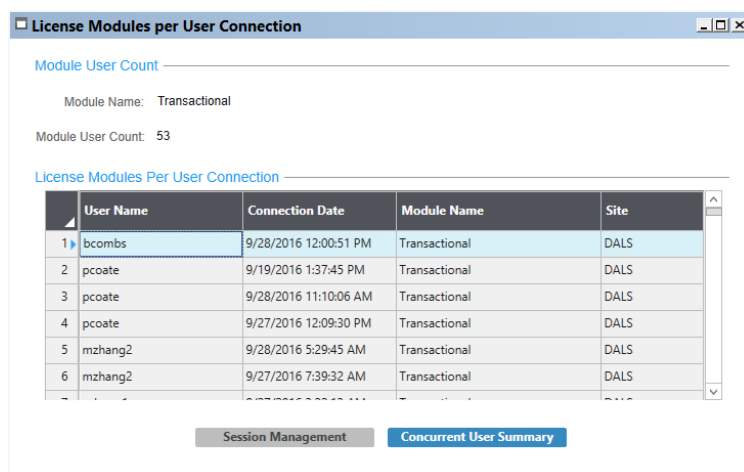 License Modules per User Connection
Module User Count
Module Name: Transactional
Module User Count: 53
License Modules Per User Connection
User Name Connection Date Module Name Site
1 bcombs 9/28/2016 12:00:51 PM Transactional DALS
2 pcoate 9/19/2016 1:37:45 PM Transactional DALS
3 pcoate 9/28/2016 11:10:06 AM Transactional DALS
4 pcoate 9/27/2016 12:09:30 PM Transactional DALS
5 mzhang2 9/28/2016 5:29:45 AM Transactional DALS
6 mzhang2 9/27/2016 7:39:32 AM Transactional DALS
Session Management Concurrent User Summary